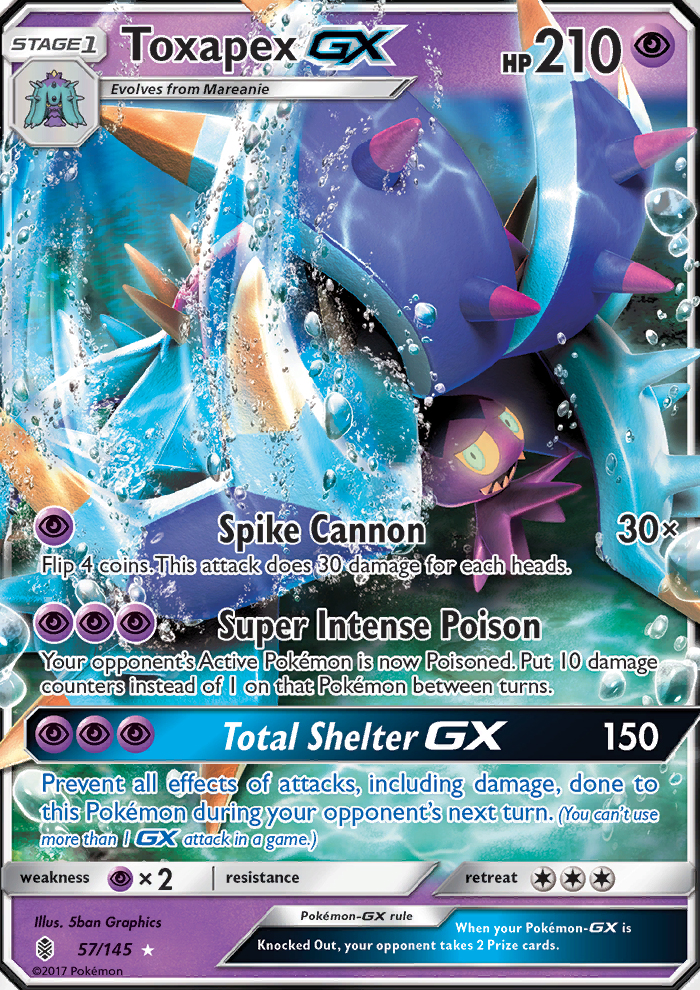 STAGE 1
Toxapex GX
HP 210
Evolves from Mareanie
Spike Cannon 30×
Flip 4 coins. This attack does 30 damage for each heads.
Super Intense Poison
Your opponent's Active Pokémon is now Poisoned. Put 10 damage
counters instead of 1 on that Pokémon between turns.
Total Shelter GX 150
Prevent all effects of attacks, including damage, done to
this Pokémon during your opponent's next turn. (You can't use
more than 1 GX attack in a game.)
weakness × 2 resistance retreat
Illus. 5ban Graphics
57/145
©2017 Pokémon
Pokémon-GX rule
When your Pokémon-GX is
Knocked Out, your opponent takes 2 Prize cards.